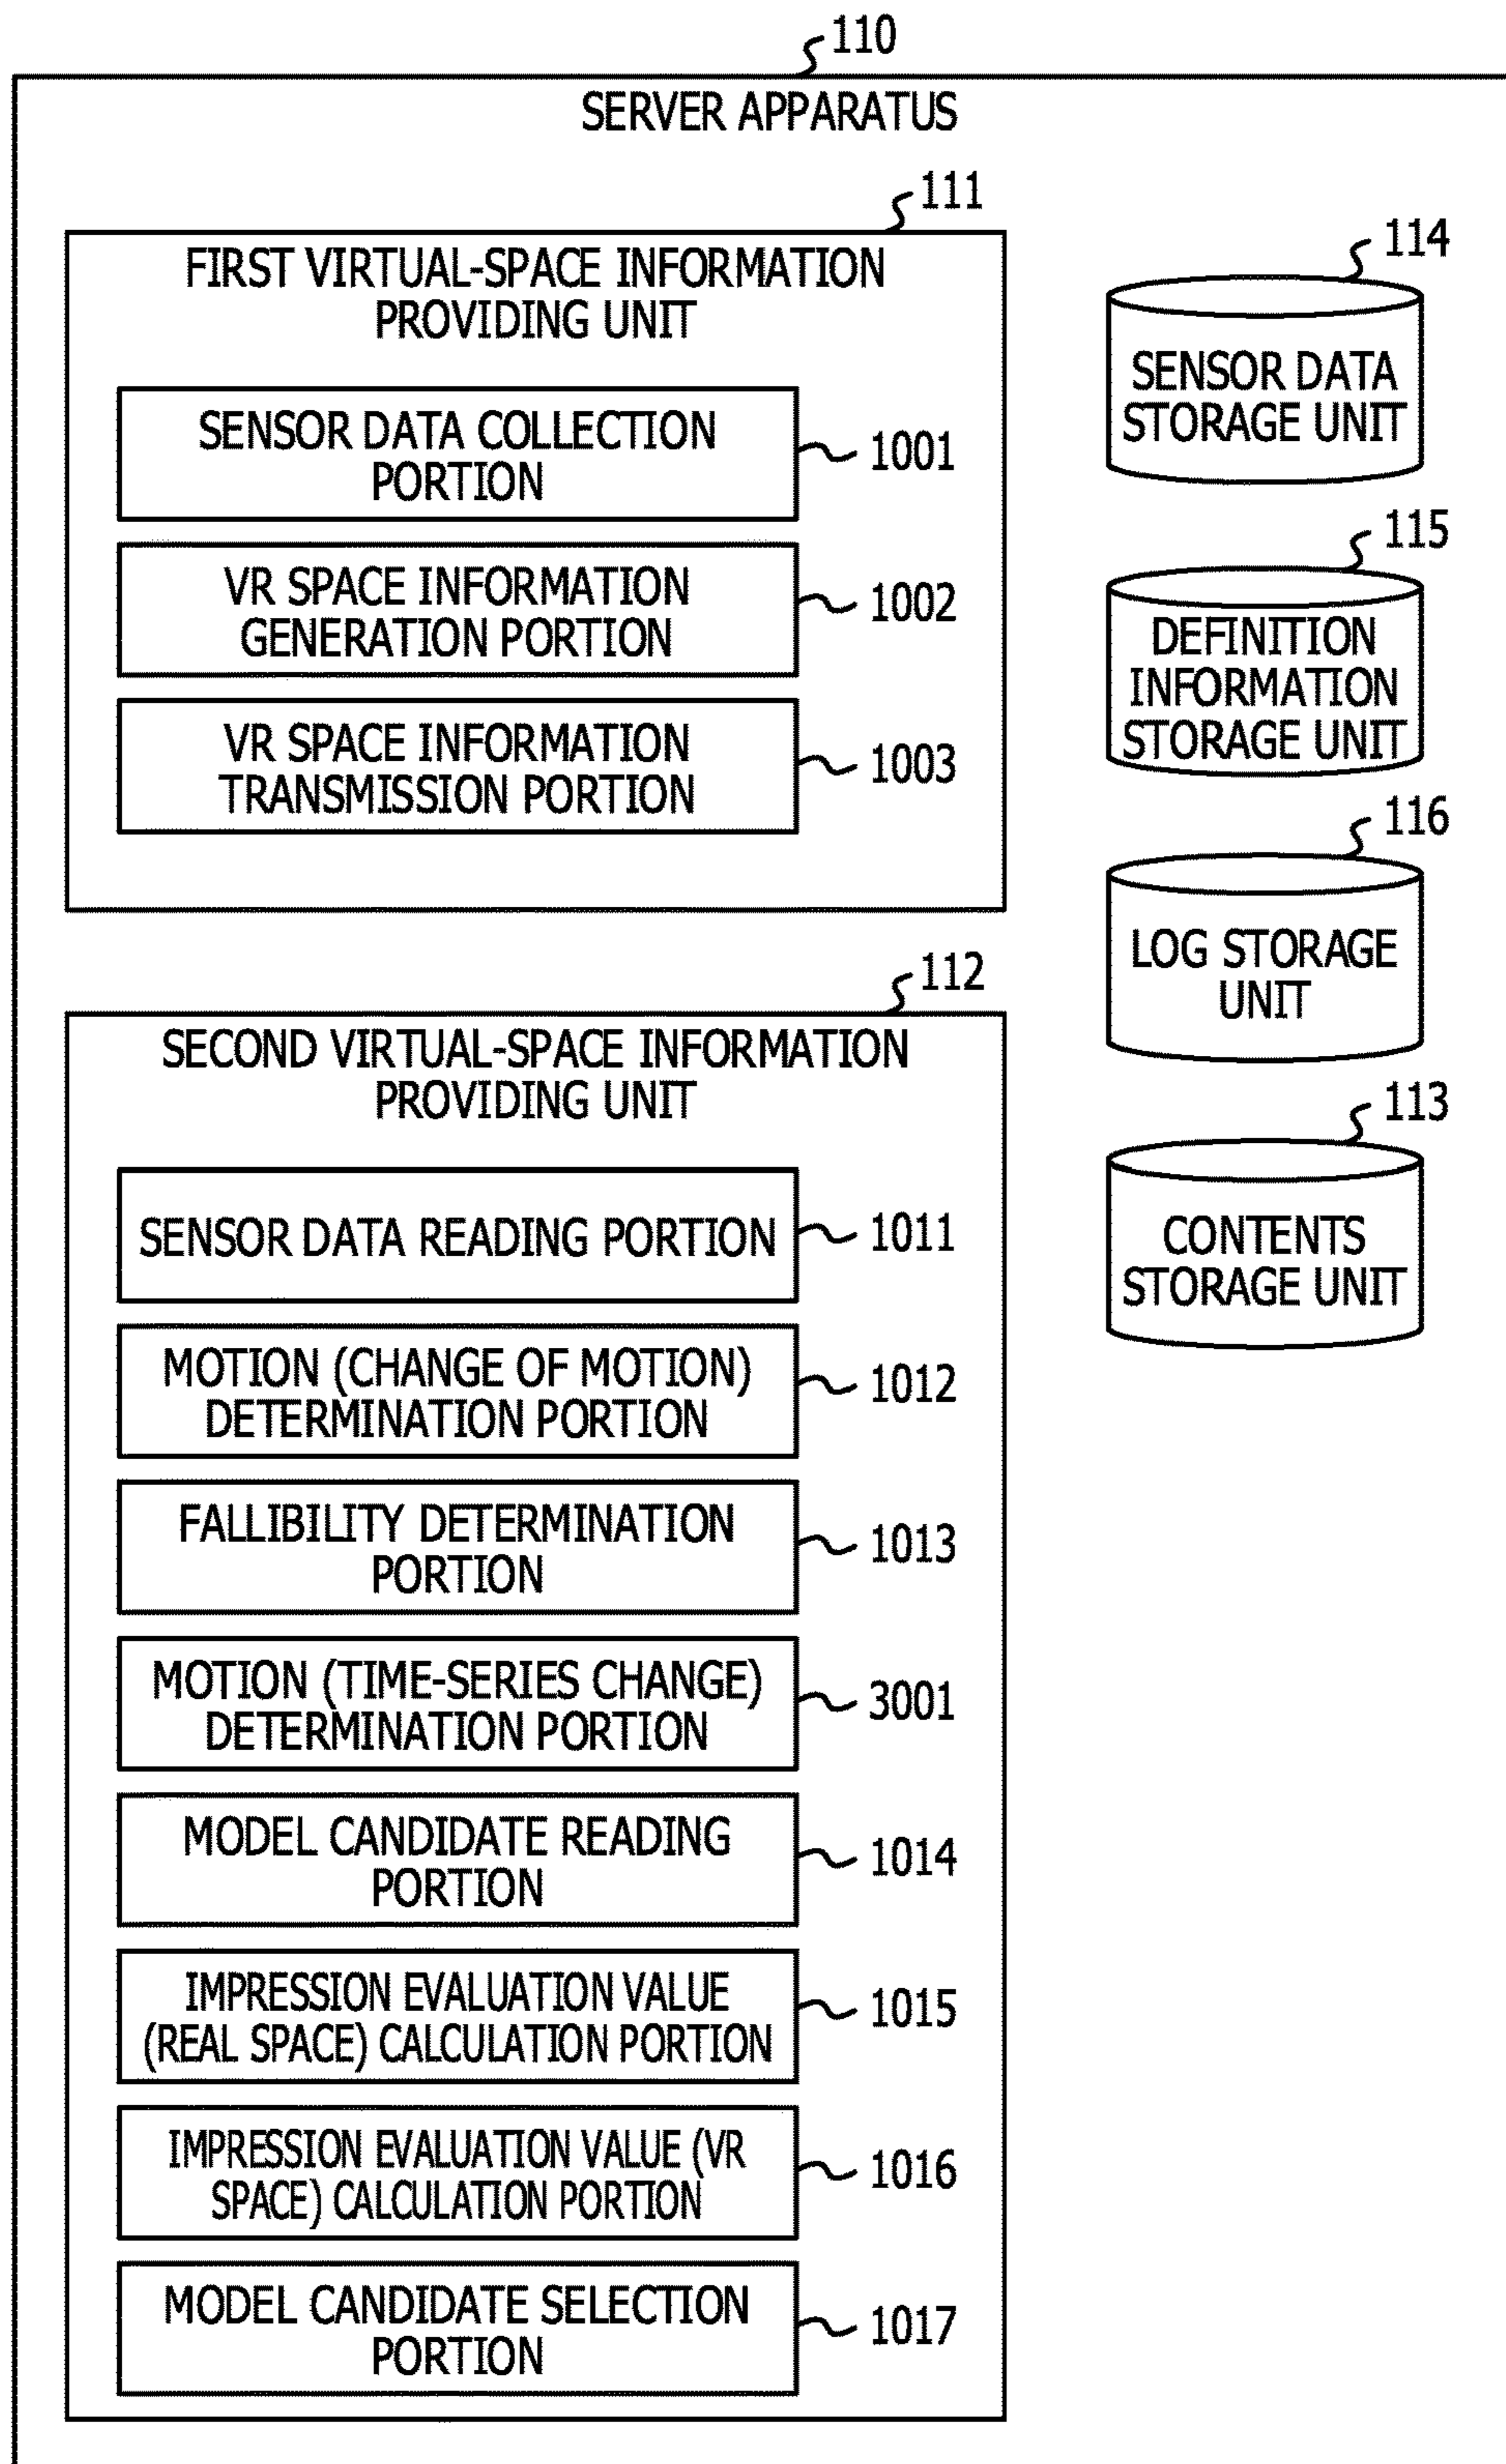 110
SERVER APPARATUS
111
FIRST VIRTUAL-SPACE INFORMATION
PROVIDING UNIT
SENSOR DATA COLLECTION
PORTION
1001
VR SPACE INFORMATION
GENERATION PORTION
1002
VR SPACE INFORMATION
TRANSMISSION PORTION
1003
112
SECOND VIRTUAL-SPACE INFORMATION
PROVIDING UNIT
SENSOR DATA READING PORTION
1011
MOTION (CHANGE OF MOTION)
DETERMINATION PORTION
1012
FALLIBILITY DETERMINATION
PORTION
1013
MOTION (TIME-SERIES CHANGE)
DETERMINATION PORTION
3001
MODEL CANDIDATE READING
PORTION
1014
IMPRESSION EVALUATION VALUE
(REAL SPACE) CALCULATION PORTION
1015
IMPRESSION EVALUATION VALUE (VR
SPACE) CALCULATION PORTION
1016
MODEL CANDIDATE SELECTION
PORTION
1017
114
SENSOR DATA
STORAGE UNIT
115
DEFINITION
INFORMATION
STORAGE UNIT
116
LOG STORAGE
UNIT
113
CONTENTS
STORAGE UNIT